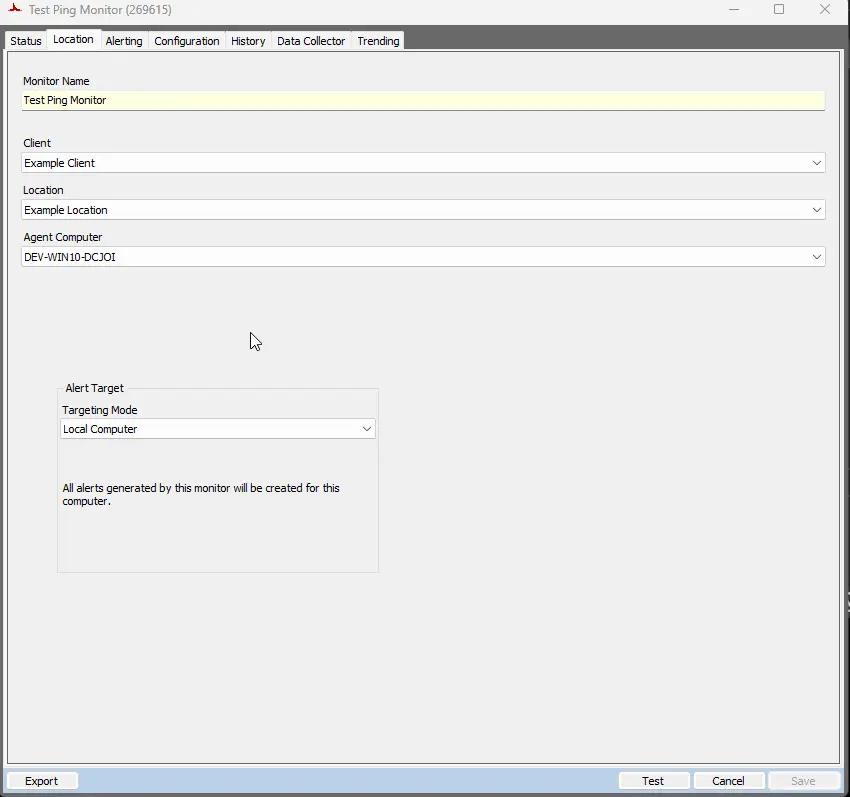 Test Ping Monitor (269615)
Status Location Alerting Configuration History Data Collector Trending
Monitor Name
Test Ping Monitor
Client
Example Client
Location
Example Location
Agent Computer
DEV-WIN10-DCJOI
Alert Target
Targeting Mode
Local Computer
All alerts generated by this monitor will be created for this
computer.
Export Test Cancel Save